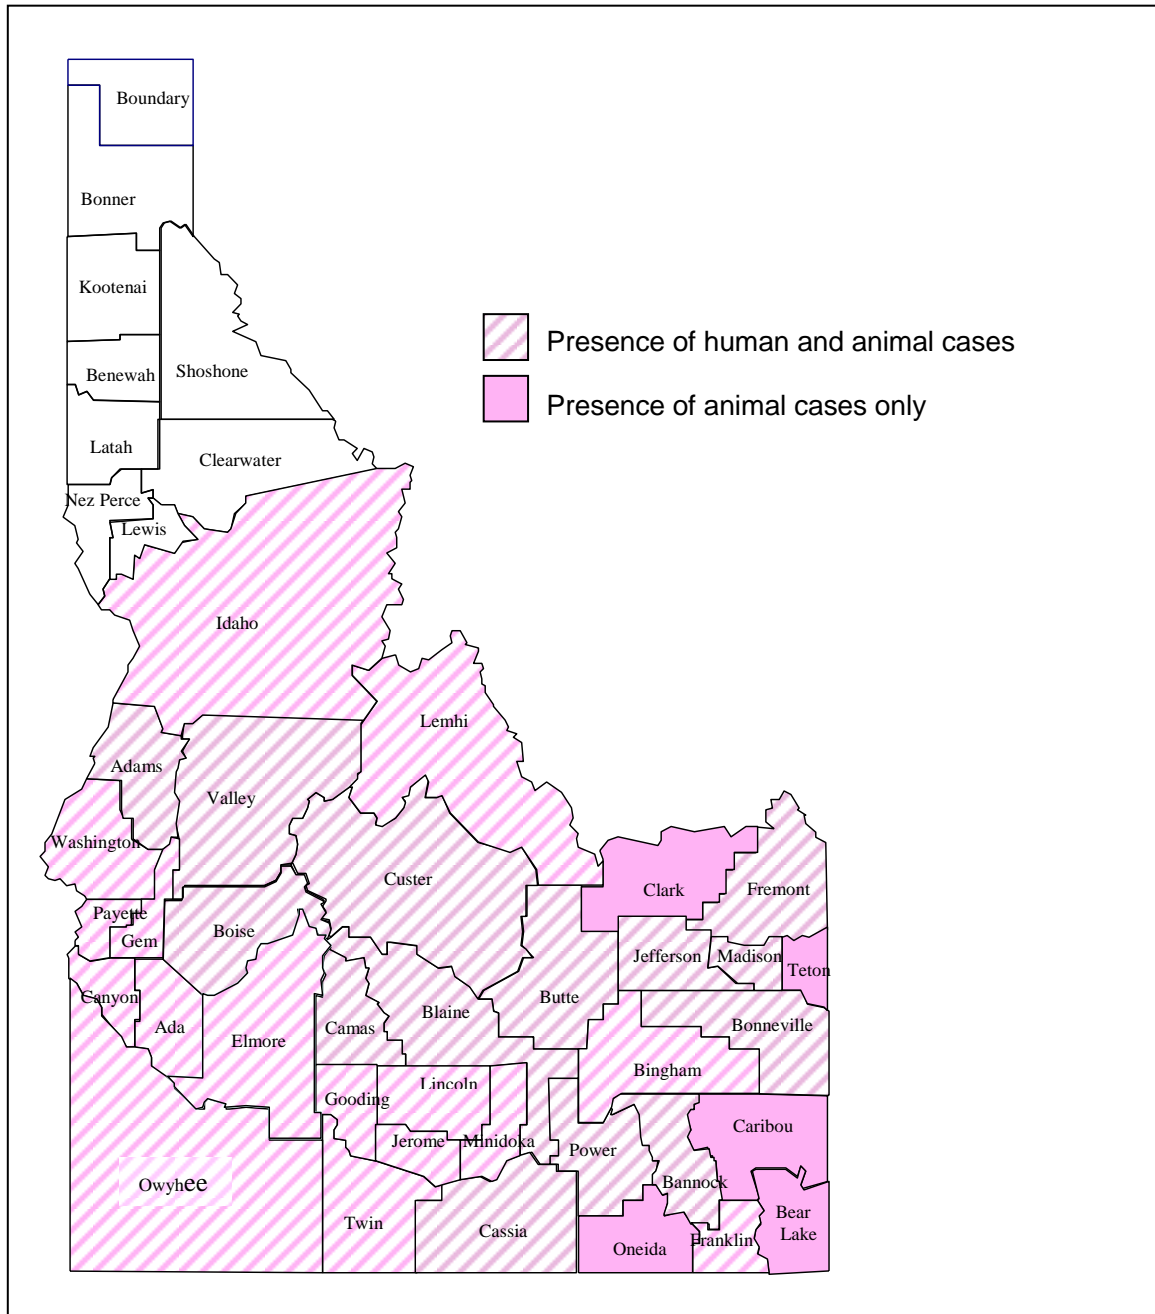 Boundary
Bonner
Kootenai
Presence of human and animal cases
Benewah
Shoshone
Presence of animal cases only
Latah
Clearwater
Nez Perce
Lewis
Idaho
Lemhi
Adams
Valley
Washington
Custer
Clark
Fremont
Payette
Boise
Gem
Jefferson
Madison
Teton
Canyon
Butte
Blaine
Ada
Camas
Bonneville
Elmore
Bingham
Lincoln
Gooding
Caribou
Jerome
Minidoka
Power
Owyhee
Bannock
Bear
Lake
Twin
Cassia
Franklin
Oneida